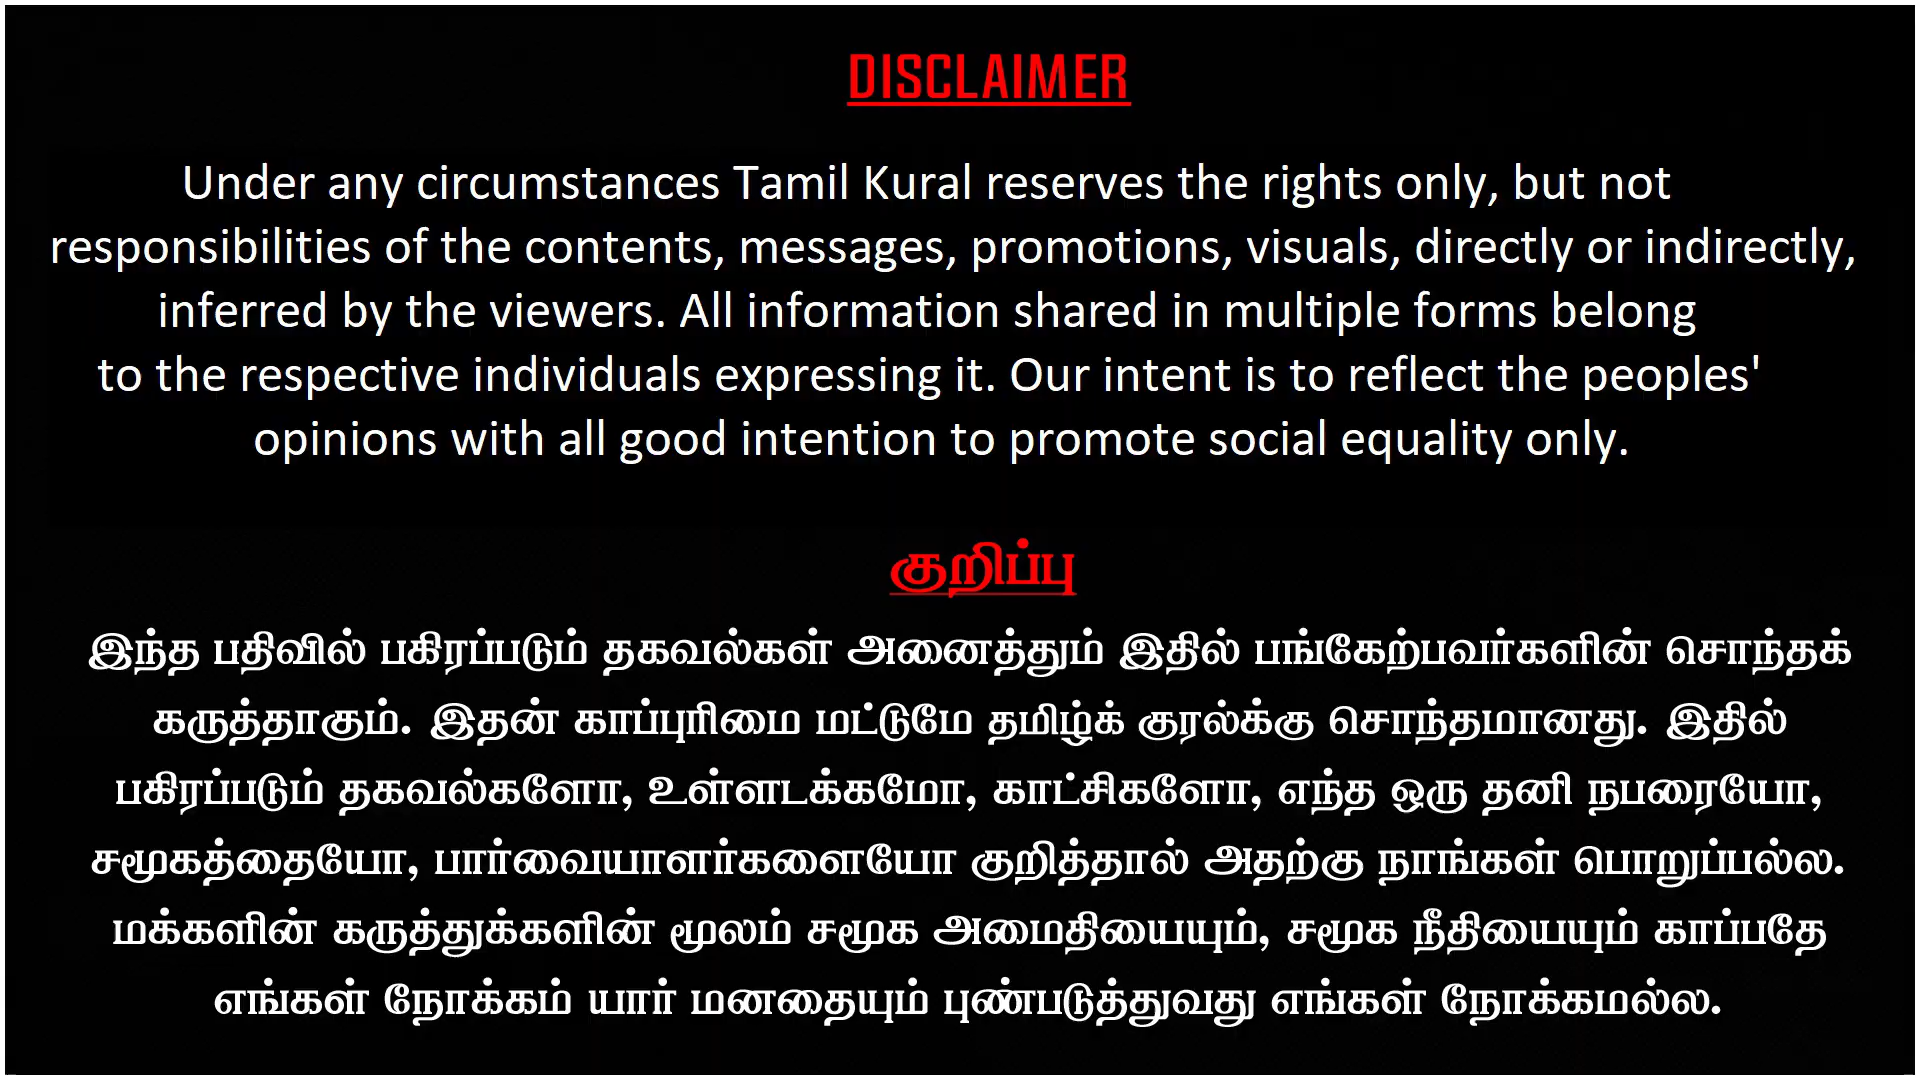 DISCLAIMER
Under any circumstances Tamil Kural reserves the rights only, but not
responsibilities of the contents, messages, promotions, visuals, directly or indirectly,
inferred by the viewers. All information shared in multiple forms belong
to the respective individuals expressing it. Our intent is to reflect the peoples'
opinions with all good intention to promote social equality only.
குறிப்பு
இந்த பதிவில் பகிரப்படும் தகவல்கள் அனைத்தும் இதில் பங்கேற்பவர்களின் சொந்தக்
கருத்தாகும். இதன் காப்புரிமை மட்டுமே தமிழ்க் குரல்க்கு சொந்தமானது. இதில்
பகிரப்படும் தகவல்களோ, உள்ளடக்கமோ, காட்சிகளோ, எந்த ஒரு தனி நபரையோ,
சமூகத்தையோ, பார்வையாளர்களையோ குறித்தால் அதற்கு நாங்கள் பொறுப்பல்ல.
மக்களின் கருத்துக்களின் மூலம் சமூக அமைதியையும், சமூக நீதியையும் காப்பதே
எங்கள் நோக்கம் யார் மனதையும் புண்படுத்துவது எங்கள் நோக்கமல்ல.